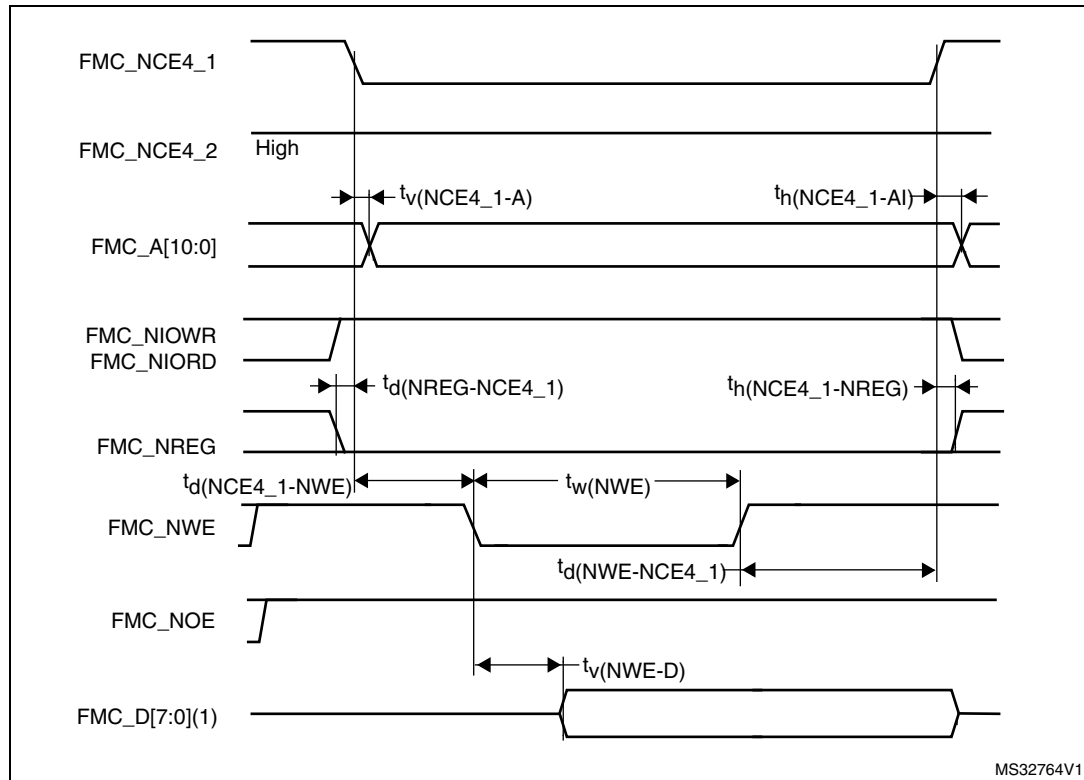 FMC_NCE4_1
FMC_NCE4_2
High
tv(NCE4_1-A)
th(NCE4_1-AI)
FMC_A[10:0]
FMC_NIOWR
FMC_NIORD
td(NREG-NCE4_1)
th(NCE4_1-NREG)
FMC_NREG
td(NCE4_1-NWE)
tw(NWE)
FMC_NWE
td(NWE-NCE4_1)
FMC_NOE
tv(NWE-D)
FMC_D[7:0](1)
MS32764V1